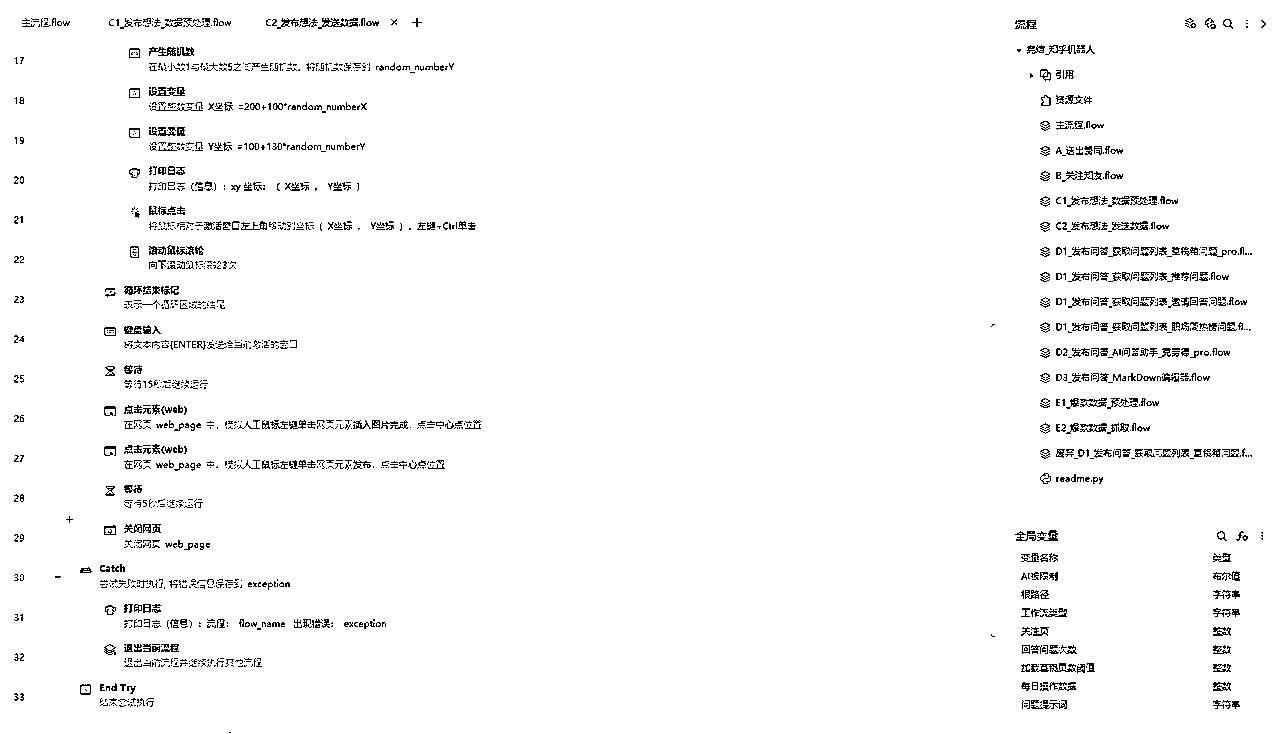 主流程.flow
C1_发布想法_数据预处理.flow
C2_发布想法_发送数据.flow
17
产生随机数
在最小数1与最大数5之间产生随机数，将随机数保存到 random_numberY
18
设置变量
设置整数变量 X坐标 =200+100*random_numberX
19
设置变量
设置整数变量 Y坐标 =100+130*random_numberY
20
打印日志
打印日志（信息）：xy 坐标：（ X坐标 ， Y坐标 ）
21
鼠标点击
将鼠标相对于激活窗口左上角移动到坐标（ X坐标 ， Y坐标 ），左键+Ctrl单击
22
滚动鼠标滚轮
向下滚动鼠标滚轮3次
23
循环结束标记
表示一个循环区域的结尾
24
键盘输入
将文本内容{ENTER}发送给当前激活的窗口
25
等待
等待15秒后继续运行
26
点击元素(web)
在网页 web_page 中，模拟人工鼠标左键单击网页元素插入图片完成，点击中心点位置
27
点击元素(web)
在网页 web_page 中，模拟人工鼠标左键单击网页元素发布，点击中心点位置
28
等待
等待5秒后继续运行
29
关闭网页
关闭网页 web_page
30
Catch
尝试失败时执行, 将错误信息保存到 exception
31
打印日志
打印日志（信息）：流程： flow_name 出现错误： exception
32
退出当前流程
退出当前流程并继续执行其他流程
33
End Try
结束尝试执行
流程
知乎机器人
引用
资源文件
主流程.flow
A_送出赞同.flow
B_关注知友.flow
C1_发布想法_数据预处理.flow
C2_发布想法_发送数据.flow
D1_发布问答_获取问题列表_草稿箱问题_pro.fl...
D1_发布问答_获取问题列表_推荐问题.flow
D1_发布问答_获取问题列表_邀请回答问题.flow
D1_发布问答_获取问题列表_职场简热榜问题.fl...
D2_发布问答_AI问答助手_竞劳得_pro.flow
D3_发布问答_MarkDown编辑器.flow
E1_爆款数据_预处理.flow
E2_爆款数据_抓取.flow
废弃_D1_发布问答_获取问题列表_草稿箱问题.f...
readme.py
全局变量
变量名称
类型
AI被限制
布尔值
根路径
字符串
工作流类型
字符串
关注页
整数
回答问题次数
整数
加载草稿页数阈值
整数
每日操作数据
整数
问题提示词
字符串